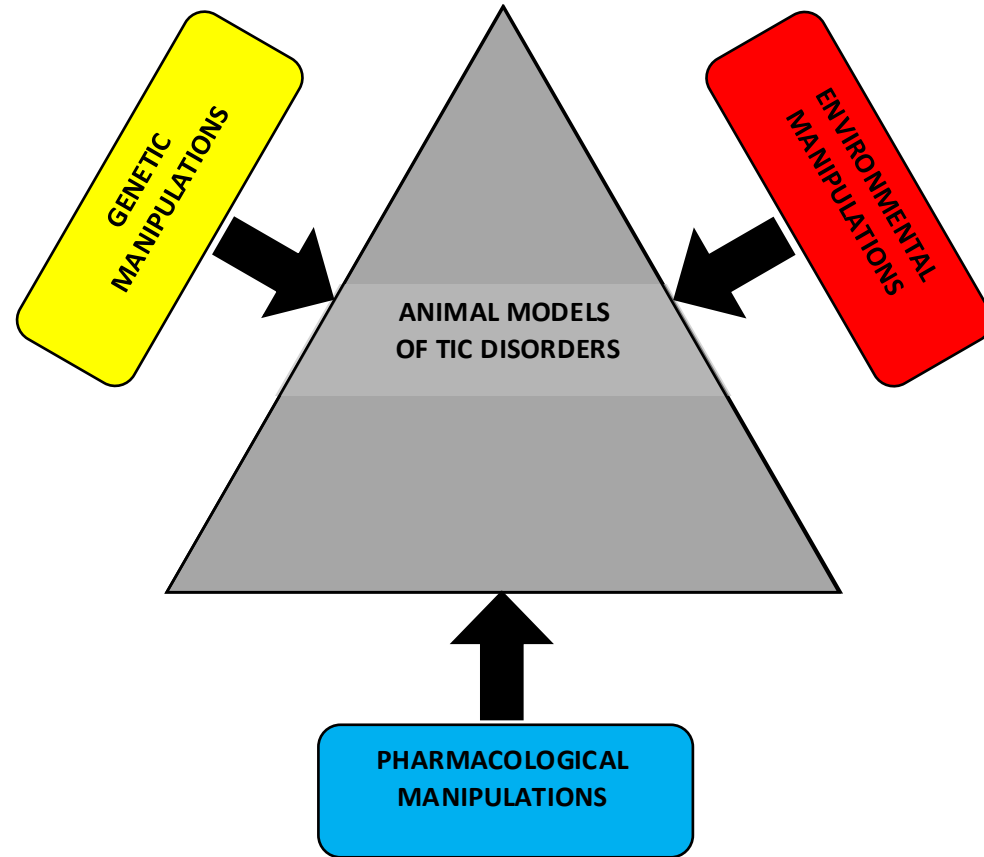 GENETIC
MANIPULATIONS
ENVIRONMENTAL
MANIPULATIONS
ANIMAL MODELS
OF TIC DISORDERS
PHARMACOLOGICAL
MANIPULATIONS